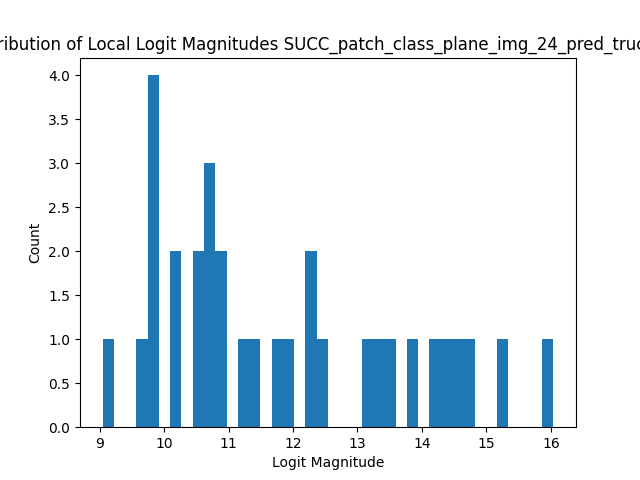 of Local Logit Magnitudes SUCC_patch_class_plane_img_24_pred_truc
4.0
3.5
3.0
2.5
2.0
1.5
1.0
0.5
0.0
Count
9 10 11 12 13 14 15 16
Logit Magnitude